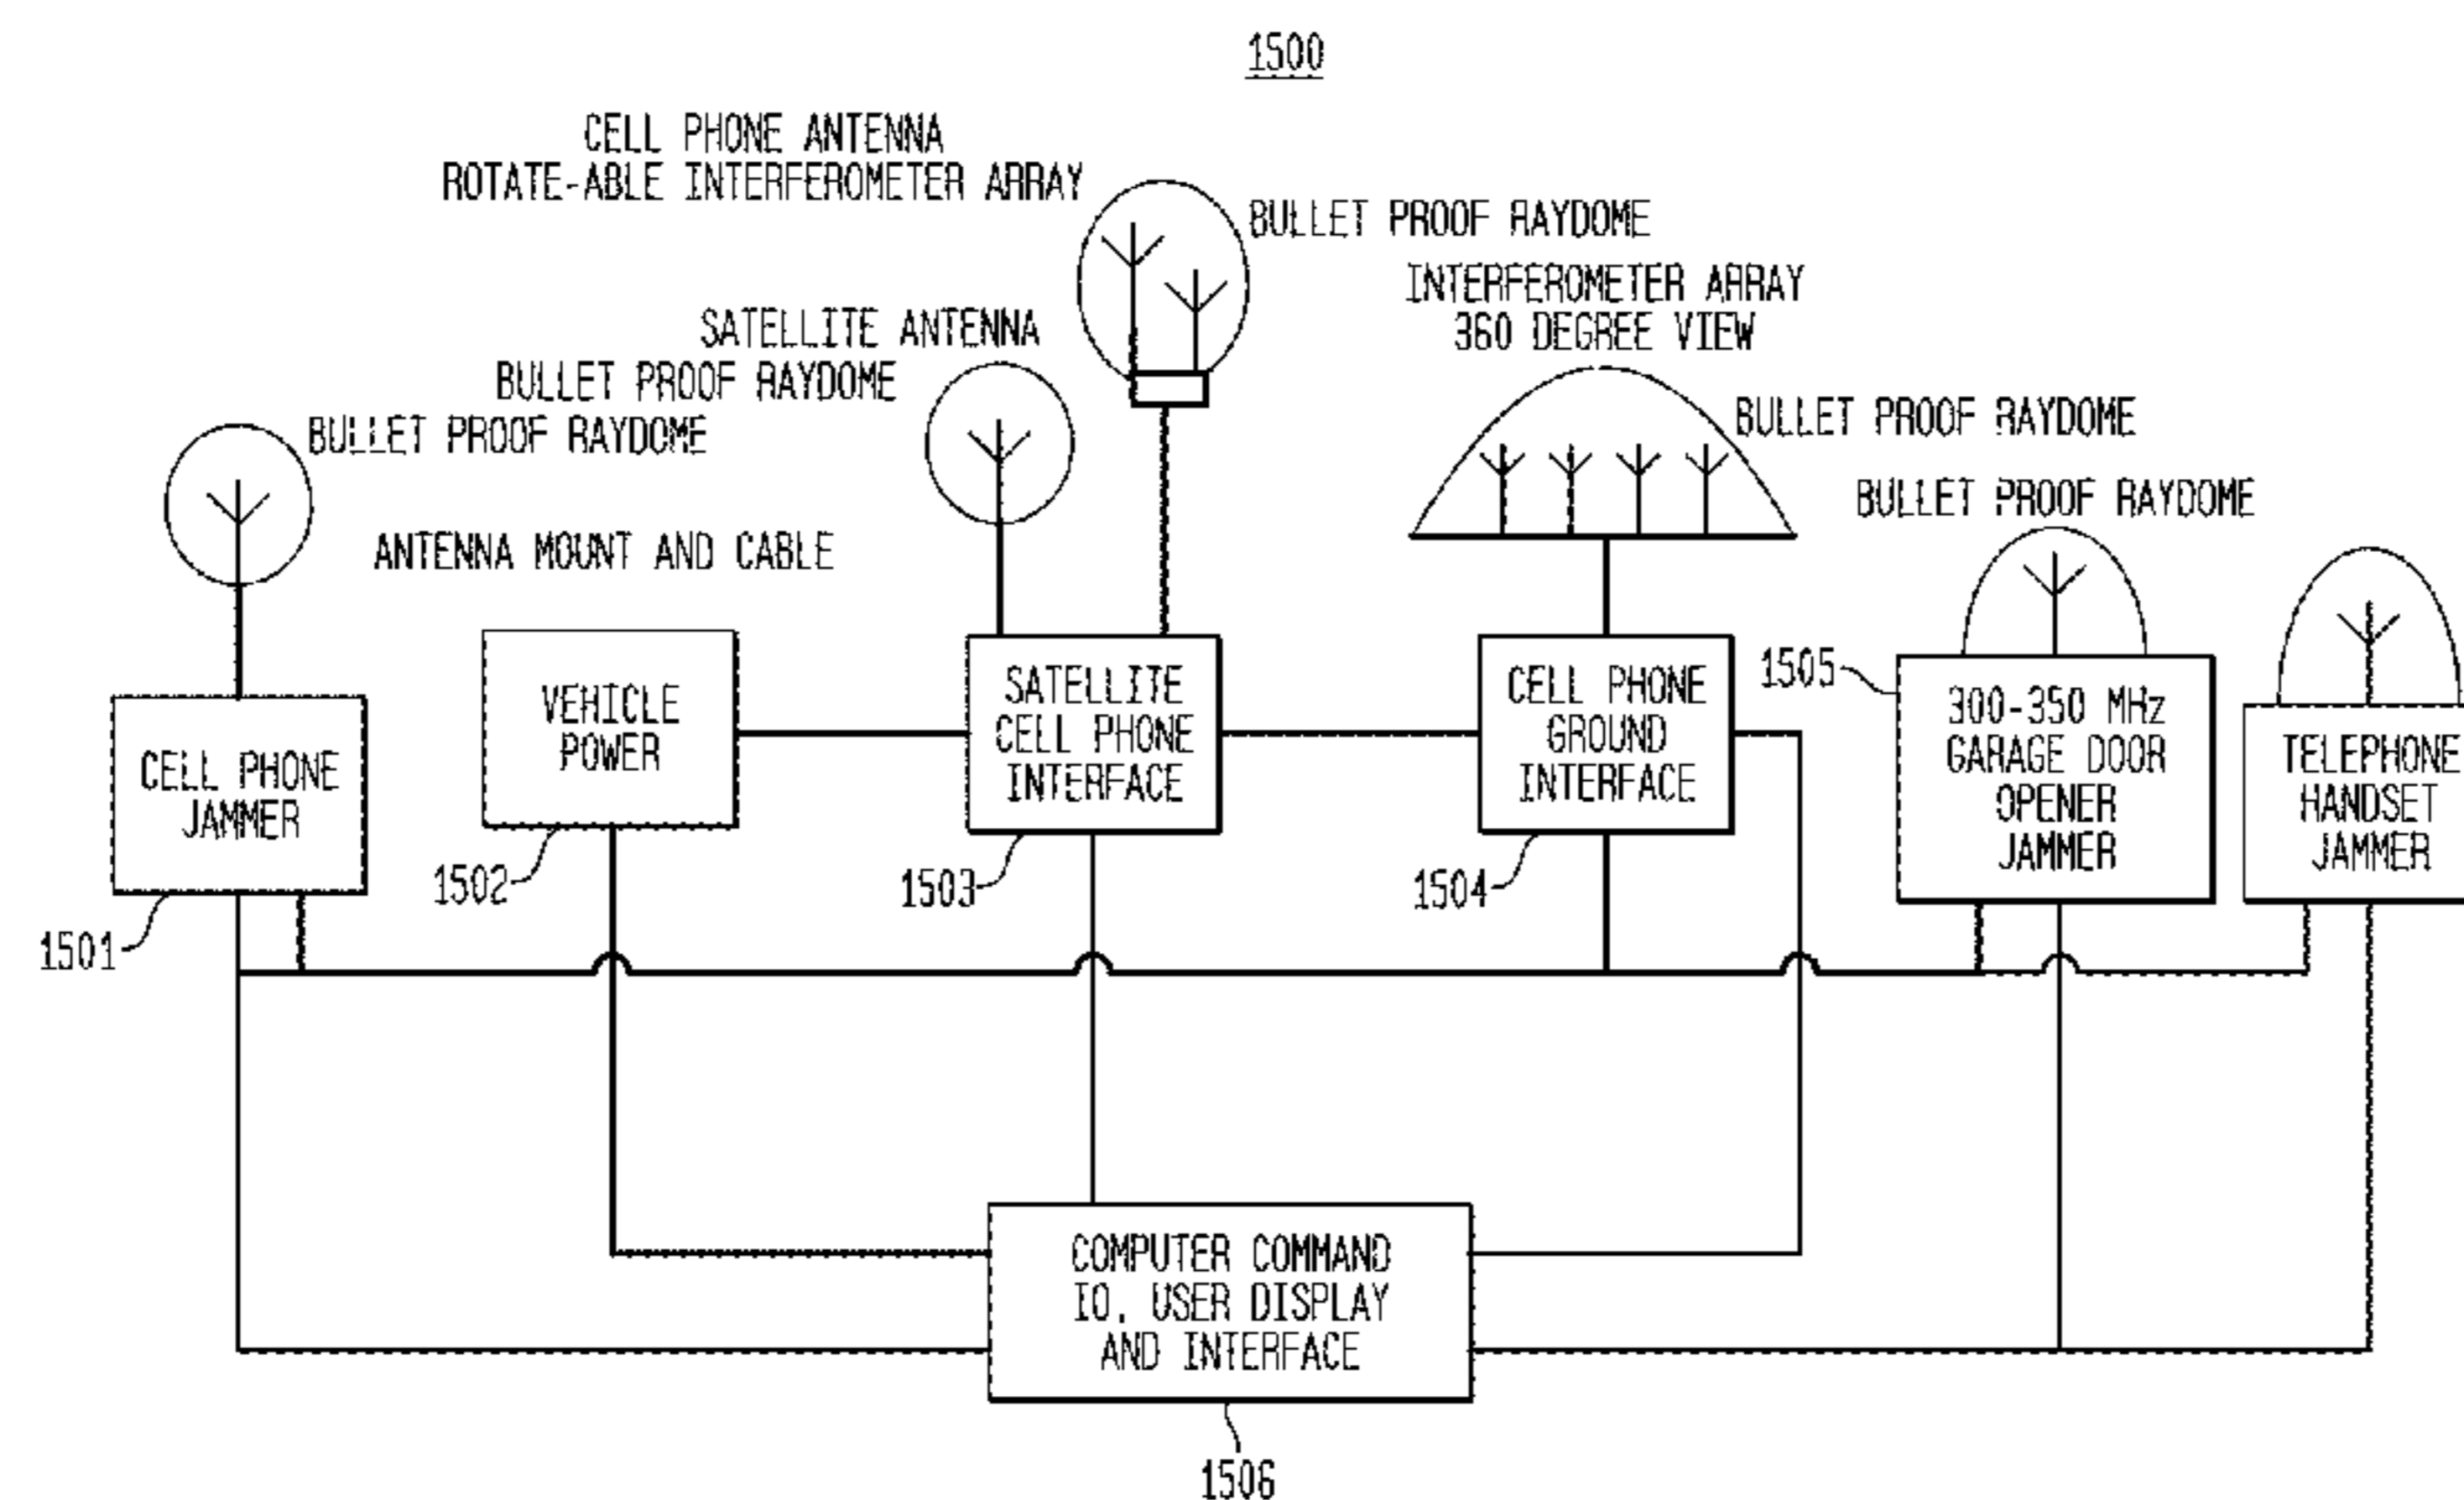 1500
CELL PHONE ANTENNA
ROTATE-ABLE INTERFEROMETER ARRAY
BULLET PROOF RAYDOME
INTERFEROMETER ARRAY
360 DEGREE VIEW
SATELLITE ANTENNA
BULLET PROOF RAYDOME
BULLET PROOF RAYDOME
BULLET PROOF RAYDOME
BULLET PROOF RAYDOME
ANTENNA MOUNT AND CABLE
CELL PHONE
JAMMER
1501
VEHICLE
POWER
1502
SATELLITE
CELL PHONE
INTERFACE
1503
CELL PHONE
GROUND
INTERFACE
1504
1505
300-350 MHz
GARAGE DOOR
OPENER
JAMMER
TELEPHONE
HANDSET
JAMMER
COMPUTER COMMAND
IO, USER DISPLAY
AND INTERFACE
1506